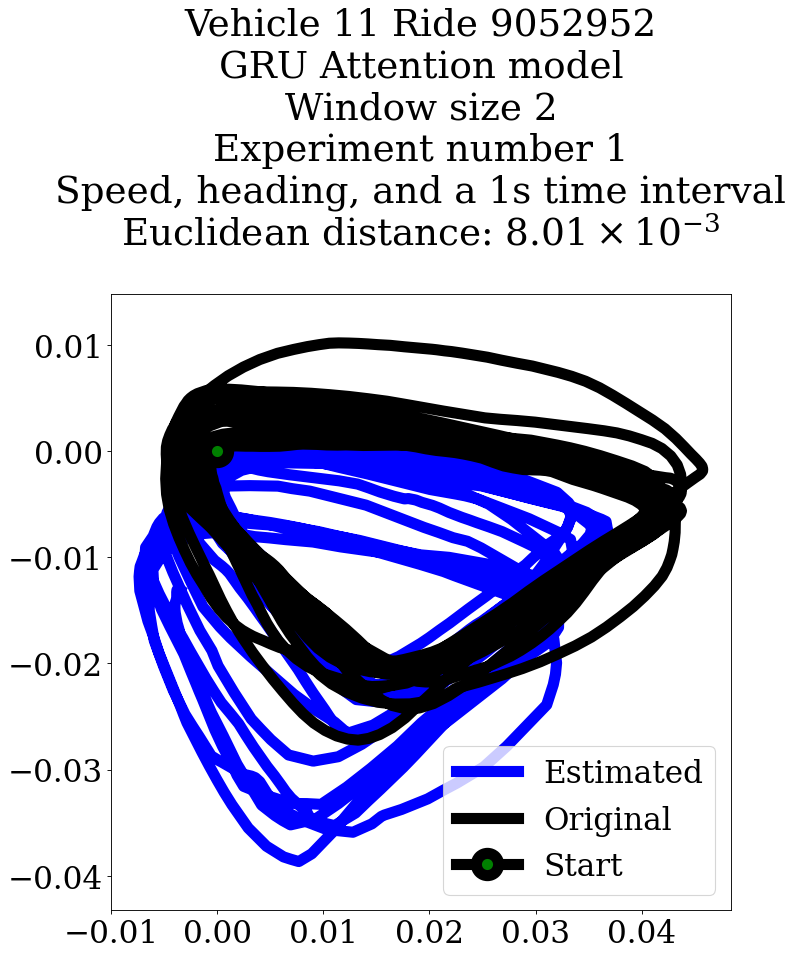 Vehicle 11 Ride 9052952
GRU Attention model
Window size 2
Experiment number 1
Speed, heading, and a 1s time interval
Euclidean distance: 8.01 × 10⁻³
0.01
0.00
−0.01
−0.02
−0.03
−0.04
−0.01 0.00 0.01 0.02 0.03 0.04
Estimated
Original
Start